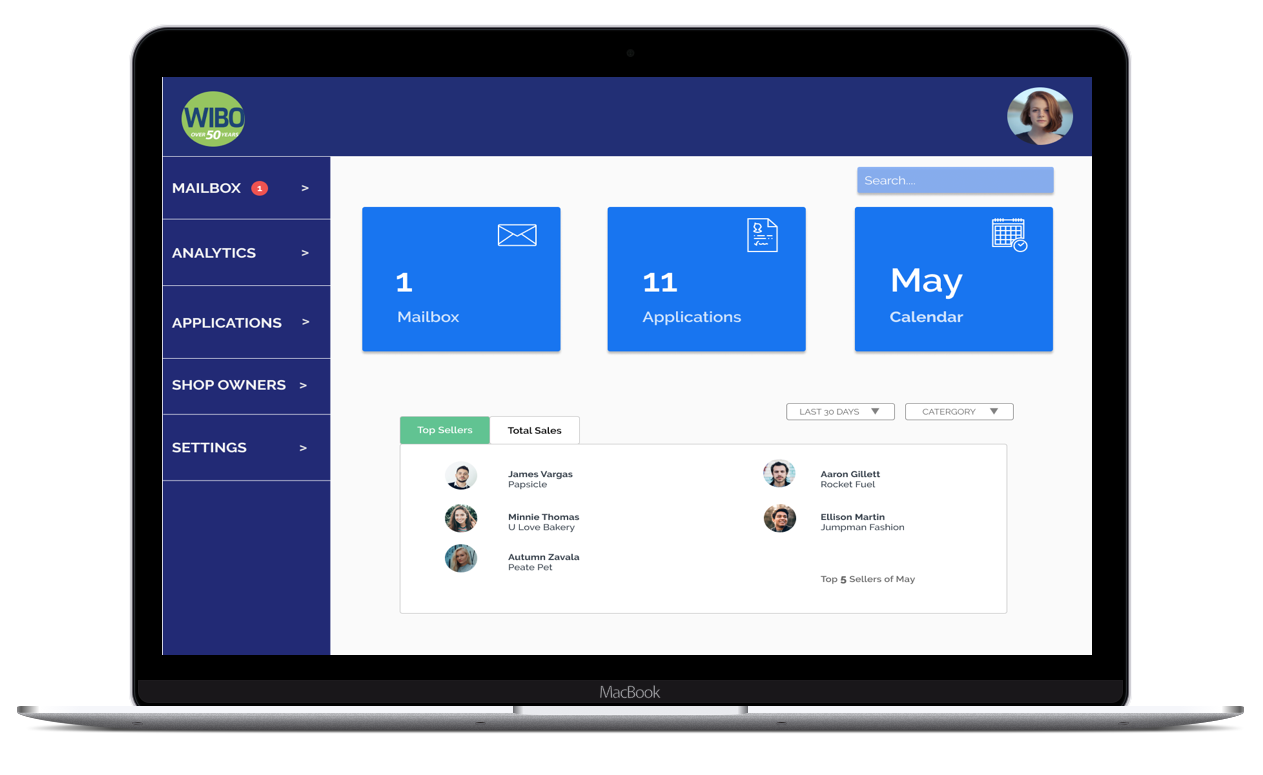 WIBO
OVER 50 YEARS
MAILBOX 1 >
ANALYTICS >
APPLICATIONS >
SHOP OWNERS >
SETTINGS >
Search....
1
Mailbox
11
Applications
May
Calendar
LAST 30 DAYS ▼
CATERGORY ▼
Top Sellers
Total Sales
James Vargas
Papsicle
Minnie Thomas
U Love Bakery
Autumn Zavala
Peate Pet
Aaron Gillett
Rocket Fuel
Ellison Martin
Jumpman Fashion
Top 5 Sellers of May
MacBook